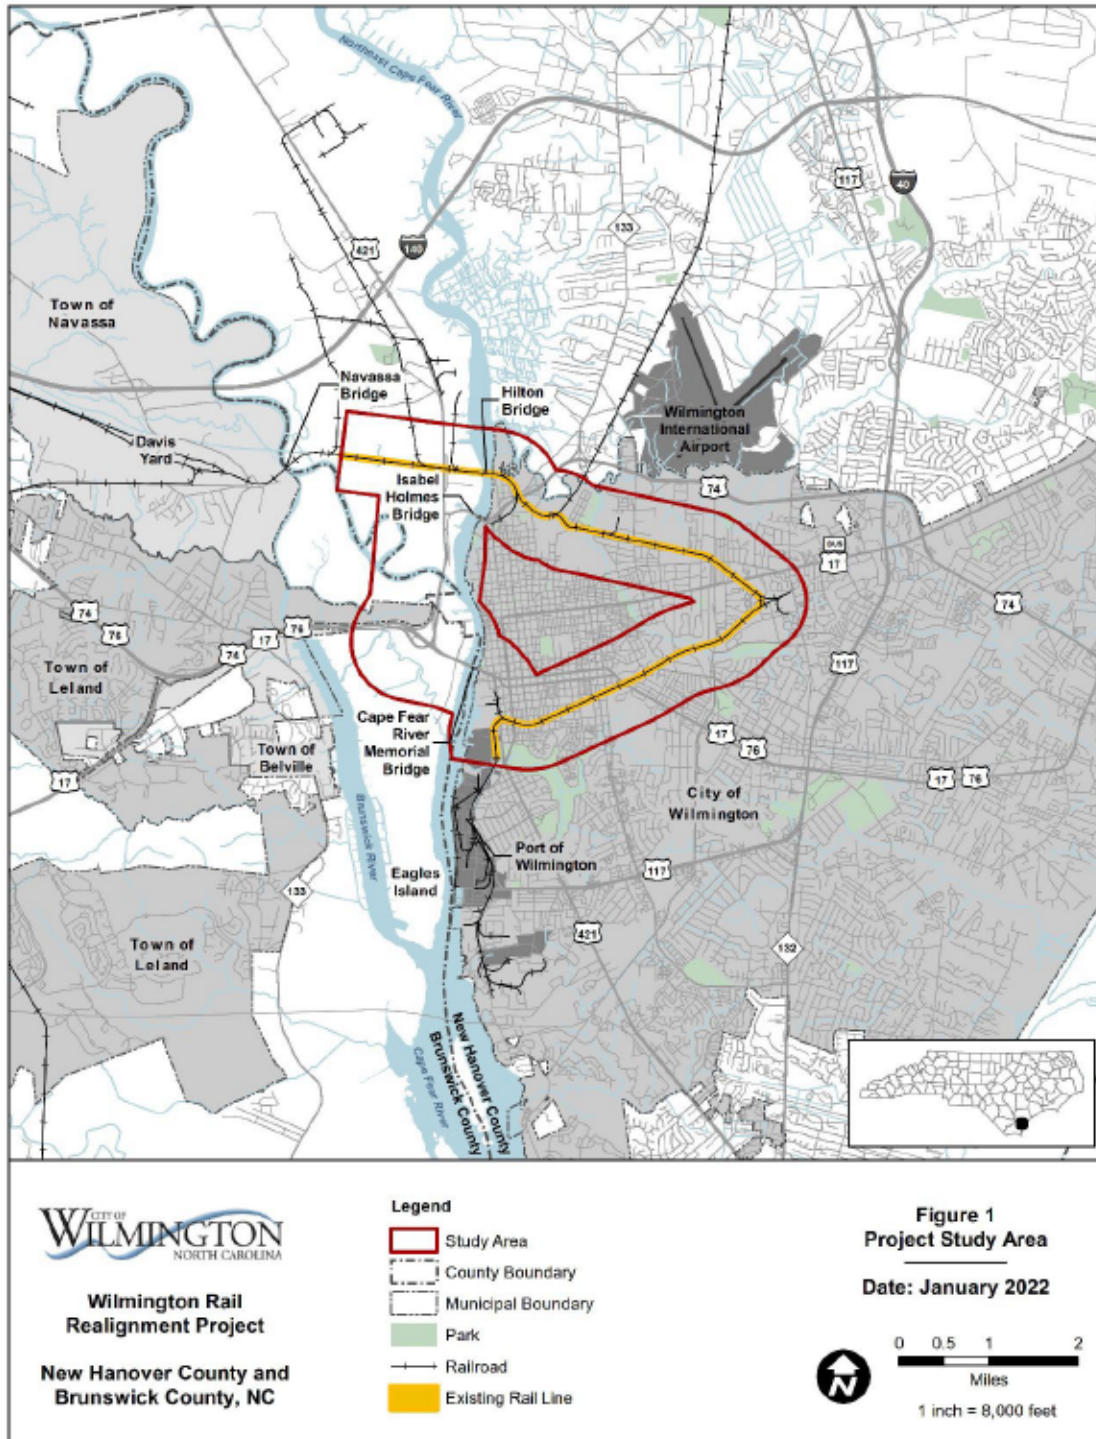 Northeast Cape Fear River
117
40
133
421
140
Town of
Navassa
Navassa
Bridge
Hilton
Bridge
Wilmington
International
Airport
Davis
Yard
Isabel
Holmes
Bridge
74
BUS
17
74
76
17
76
74
74
117
Town of
Leland
Cape Fear
River
Memorial
Bridge
Town of
Belville
17
17
76
17
76
City of
Wilmington
Brunswick River
Port of
Wilmington
117
Eagles
Island
133
421
132
Town of
Leland
New Hanover County
Brunswick County
Cape Fear River
CITY OF
WILMINGTON
NORTH CAROLINA
Wilmington Rail
Realignment Project
New Hanover County and
Brunswick County, NC
Legend
Study Area
County Boundary
Municipal Boundary
Park
Railroad
Existing Rail Line
Figure 1
Project Study Area
Date: January 2022
N
0 0.5 1 2
Miles
1 inch = 8,000 feet